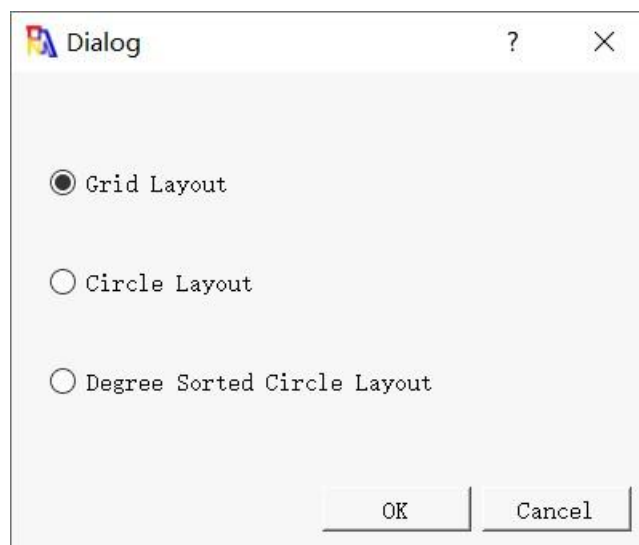 Dialog
Grid Layout
Circle Layout
Degree Sorted Circle Layout
OK Cancel